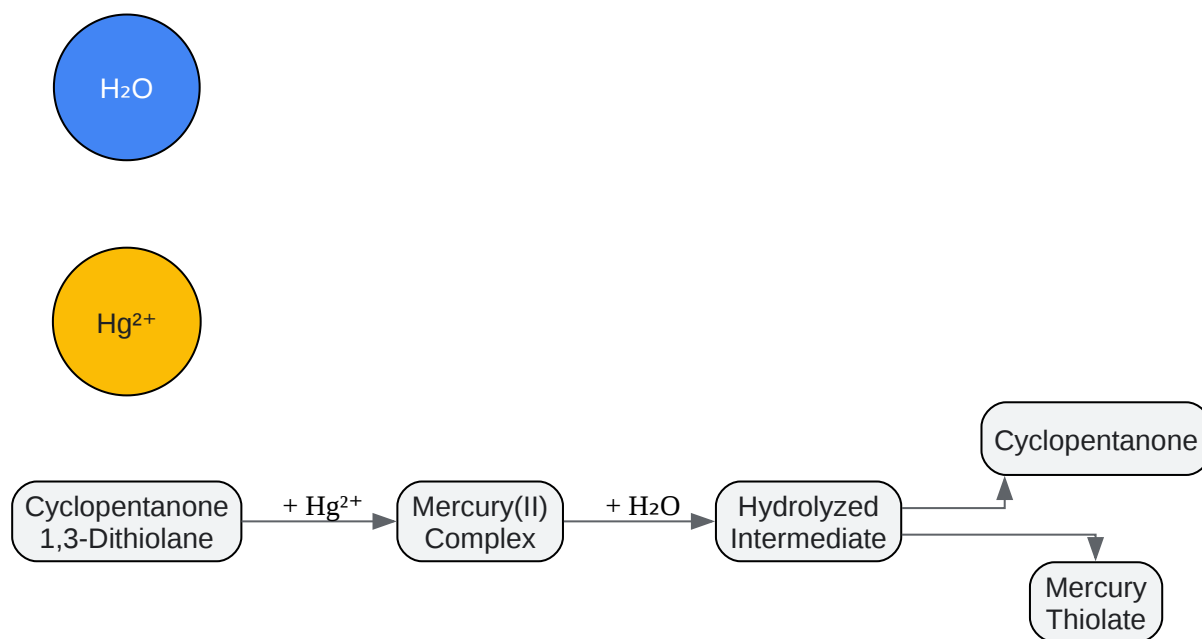 H₂O
Hg²⁺
Cyclopentanone
Cyclopentanone
1,3-Dithiolane
+ Hg²⁺
Mercury(II)
Complex
+ H₂O
Hydrolyzed
Intermediate
Mercury
Thiolate